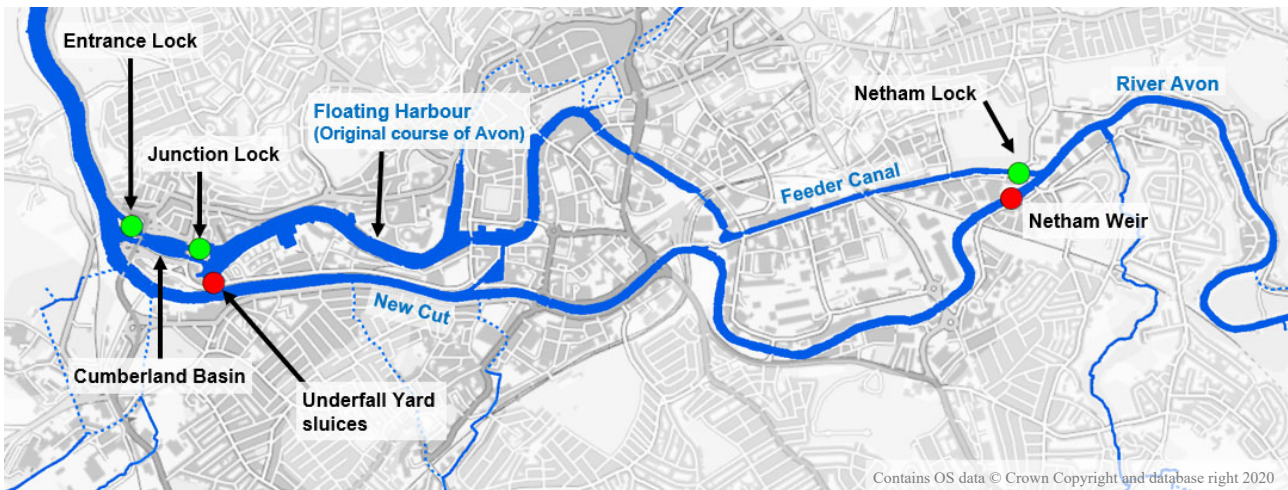 Entrance Lock
Junction Lock
Floating Harbour
(Original course of Avon)
Netham Lock
River Avon
Feeder Canal
Netham Weir
New Cut
Cumberland Basin
Underfall Yard
sluices
Contains OS data © Crown Copyright and database right 2020